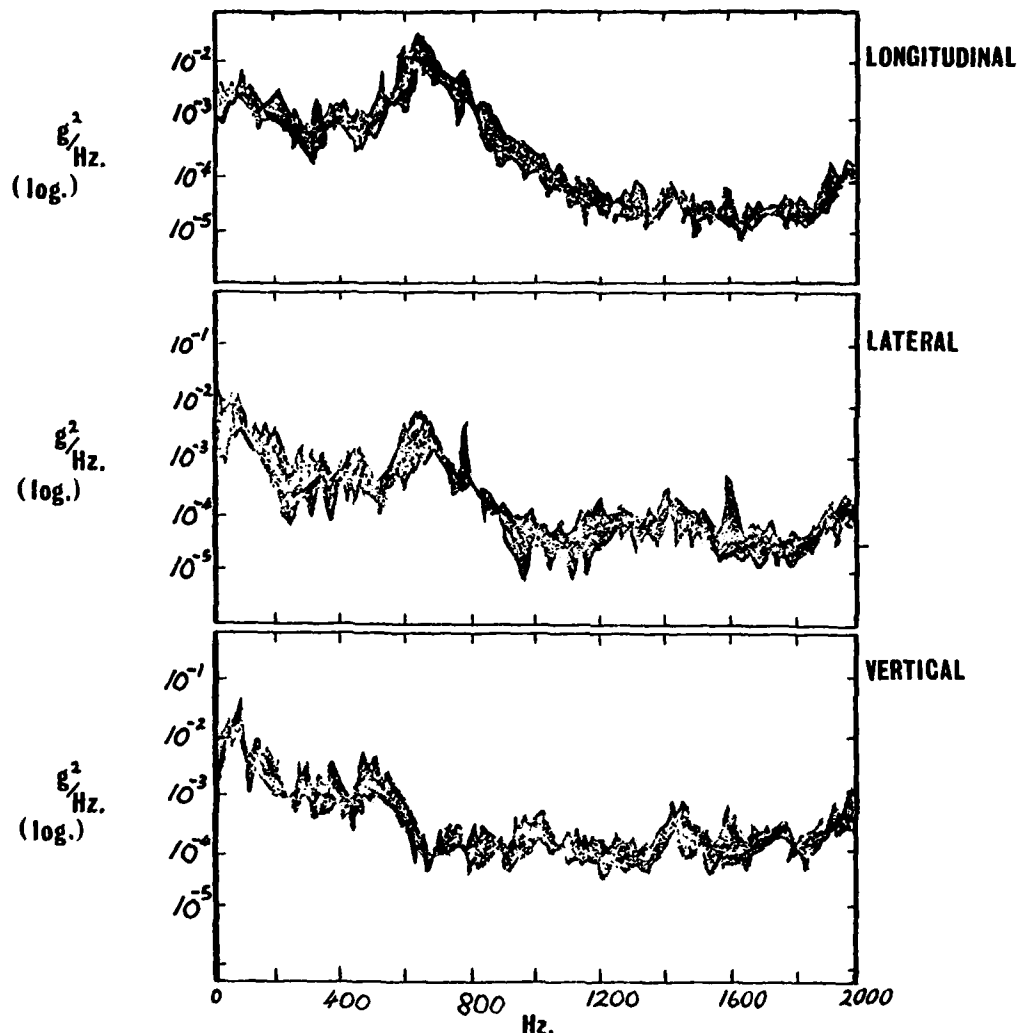 LONGITUDINAL
10⁻²
10⁻³
10⁻⁴
10⁻⁵
g²/Hz.
(log.)
LATERAL
10⁻¹
10⁻²
10⁻³
10⁻⁴
10⁻⁵
g²/Hz.
(log.)
VERTICAL
10⁻¹
10⁻²
10⁻³
10⁻⁴
10⁻⁵
g²/Hz.
(log.)
0 400 800 1200 1600 2000
Hz.